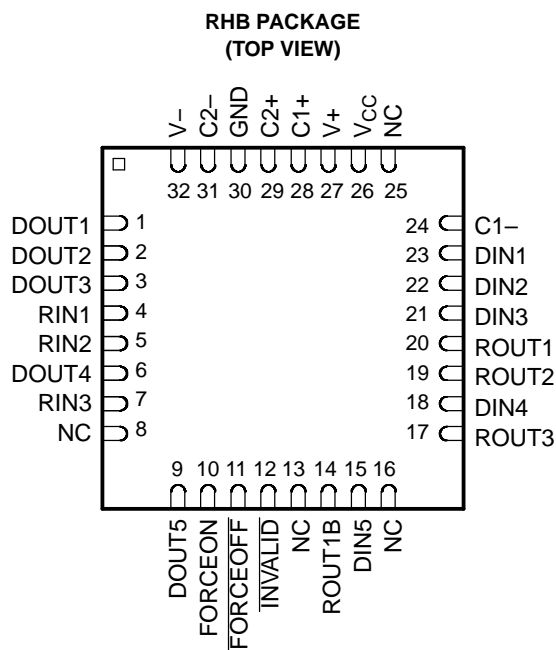 RHB PACKAGE
(TOP VIEW)
V–
C2–
GND
C2+
C1+
V+
VCC
NC
32 31 30 29 28 27 26 25
DOUT1 1
DOUT2 2
DOUT3 3
RIN1 4
RIN2 5
DOUT4 6
RIN3 7
NC 8
24 C1–
23 DIN1
22 DIN2
21 DIN3
20 ROUT1
19 ROUT2
18 DIN4
17 ROUT3
9 10 11 12 13 14 15 16
DOUT5
FORCEON
FORCEOFF
INVALID
NC
ROUT1B
DIN5
NC